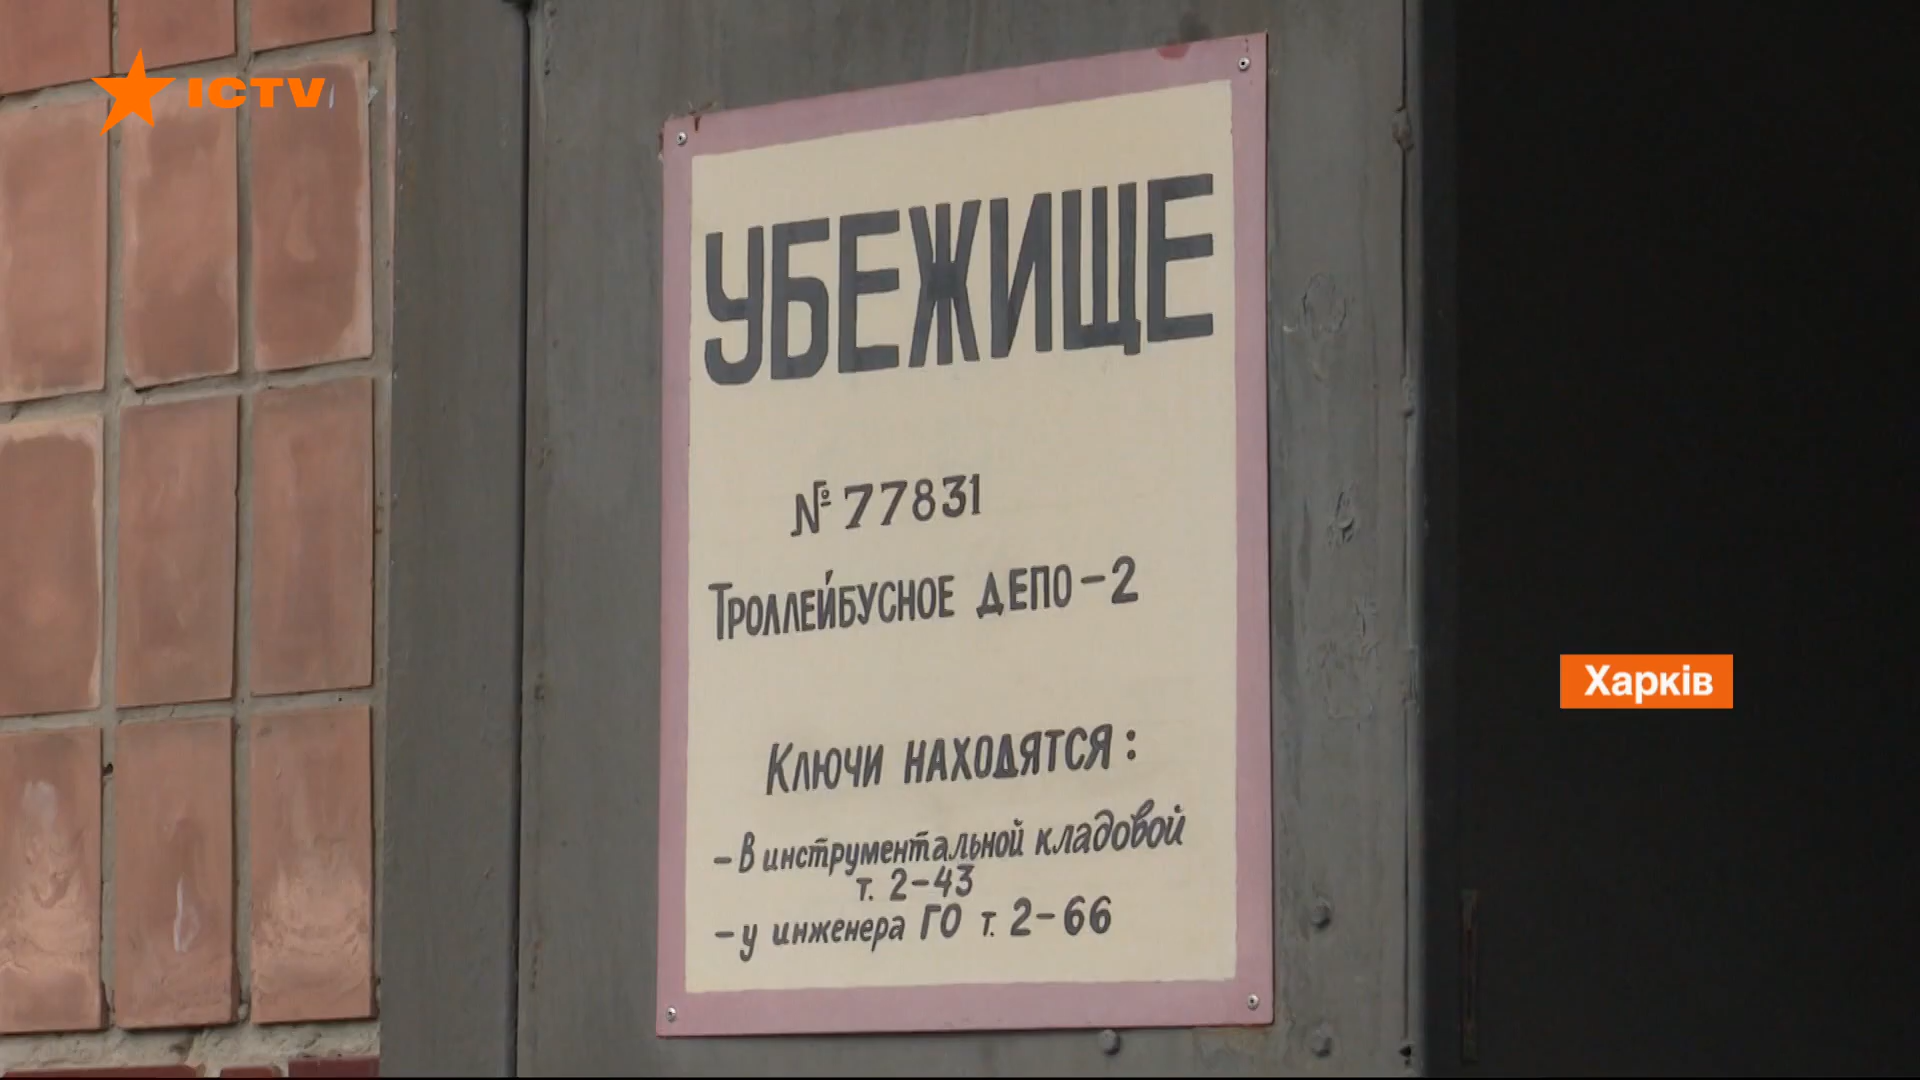 ICTV
УБЕЖИЩЕ
№ 77831
ТРОЛЛЕЙБУСНОЕ ДЕПО-2
Харків
КЛЮЧИ НАХОДЯТСЯ:
- В инструментальной кладовой
т. 2-43
- у инженера ГО т. 2-66